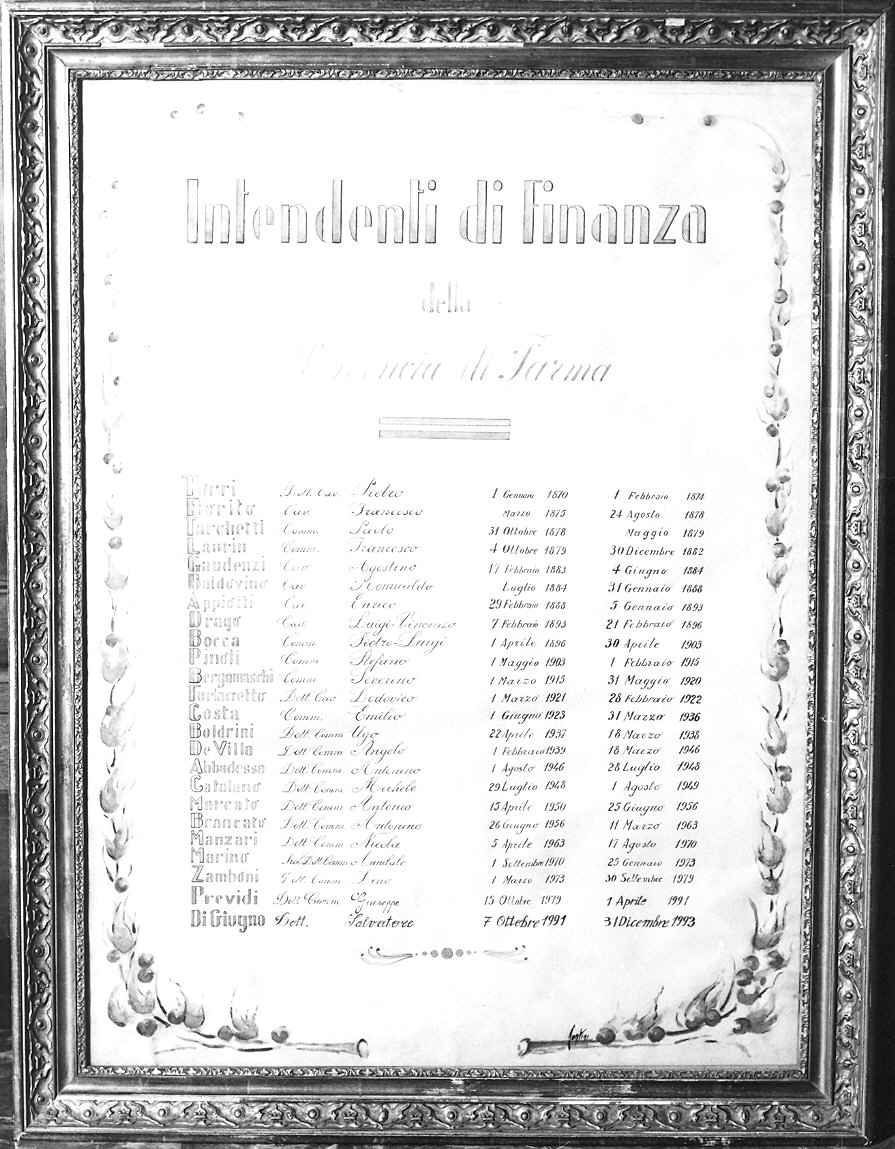 Intendenti di Finanza
della
Provincia di Parma
Turri Dott. Cav. Pietro 1 Gennaio 1870 1 Febbraio 1874
Cav. Francesco Marzo 1875 24 Agosto 1878
Tarchetti Comm. Paolo 31 Ottobre 1878 Maggio 1879
Laurin Comm. Francesco 4 Ottobre 1879 30 Dicembre 1882
Gaudenzi Cav. Agostino 17 Febbraio 1883 4 Giugno 1884
Baldovino Cav. Romualdo Luglio 1884 31 Gennaio 1888
Appiotti Cav. Enrico 29 Febbraio 1888 5 Gennaio 1893
Drago Cav. Luigi-Vincenzo 7 Febbraio 1893 21 Febbraio 1896
Bocca Comm. Pietro-Luigi 1 Aprile 1896 30 Aprile 1903
Pinoli Comm. Stefano 1 Maggio 1903 1 Febbraio 1915
Bergamaschi Comm. Severino 1 Marzo 1915 31 Maggio 1920
Dott. Cav. Lodovico 1 Marzo 1921 28 Febbraio 1922
Costa Comm. Emilio 1 Giugno 1923 31 Marzo 1936
Boldrini Dott. Comm Ugo 22 Aprile 1937 18 Marzo 1938
De Villa Dott. Comm Angelo 1 Febbraio 1939 18 Marzo 1946
Abbadessa Dott. Comm Antonino 1 Agosto 1946 28 Luglio 1948
Catalano Dott. Comm. Michele 29 Luglio 1948 1 Agosto 1949
Marcato Dott. Comm Antonio 15 Aprile 1950 25 Giugno 1956
Brancato Dott. Comm Antonino 26 Giugno 1956 11 Marzo 1963
Manzari Dott. Comm Nicola 5 Aprile 1963 17 Agosto 1970
Marino Dott. Comm Annibale 1 Settembre 1970 25 Gennaio 1973
Zamboni Dott. Comm Lino 1 Marzo 1973 30 Settembre 1979
Previdi Dott. Comm Giuseppe 15 Ottobre 1979 1 Aprile 1991
Di Giugno Dott. Salvatore 7 Ottobre 1991 31 Dicembre 1993